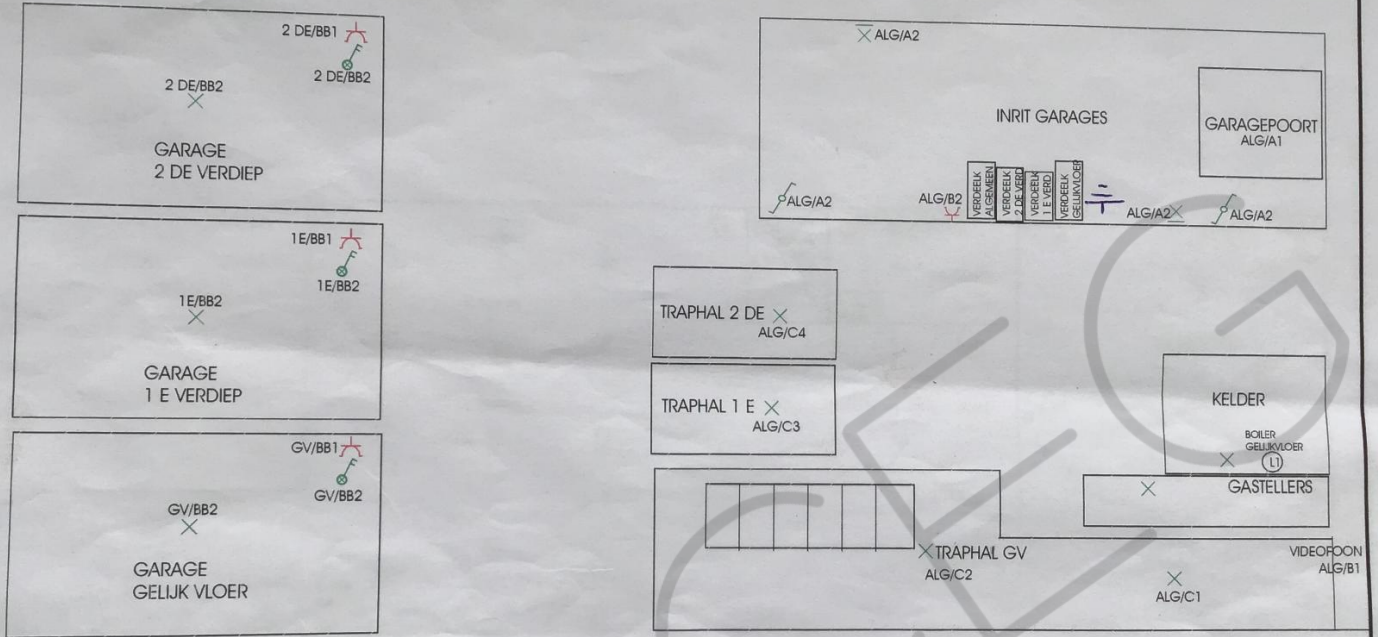 2 DE/BB1
2 DE/BB2
2 DE/BB2
GARAGE
2 DE VERDIEP
1E/BB1
1E/BB2
1E/BB2
GARAGE
1 E VERDIEP
GV/BB1
GV/BB2
GV/BB2
GARAGE
GELIJK VLOER
ALG/A2
INRIT GARAGES
GARAGEPOORT
ALG/A1
ALG/A2
ALG/B2
VERDEELK
ALGEMEEN
VERDEELK
2 DE VERD
VERDEELK
1 E VERD
VERDEELK
GELIJKVLOER
ALG/A2
ALG/A2
TRAPHAL 2 DE
ALG/C4
TRAPHAL 1 E
ALG/C3
KELDER
BOILER
GELIJKVLOER
L1
GASTELLERS
TRAPHAL GV
ALG/C2
VIDEOFOON
ALG/B1
ALG/C1
CEG